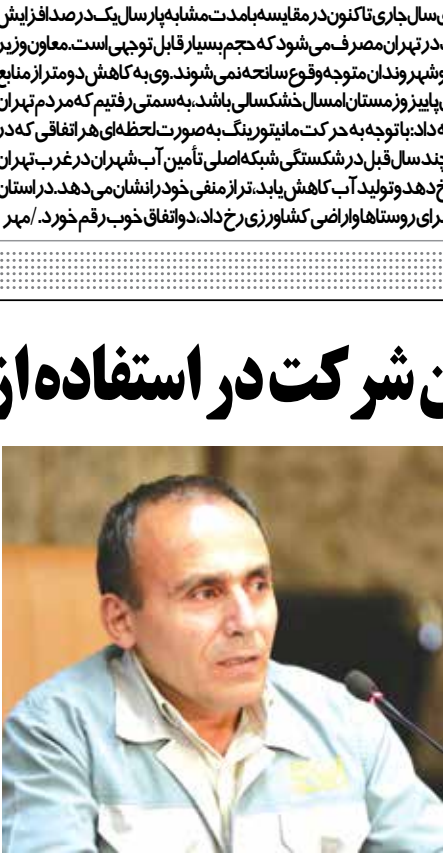 سال جاری تاکنون در مقایسه با مدت مشابه پارسال یک درصد افزایش
در تهران مصرف می‌شود که حجم بسیار قابل توجهی است. معاون وزیر
شهروندان متوجه وقوع سانحه نمی‌شوند. وی به کاهش دو متر از منابع
پاییز و زمستان امسال خشکسالی باشد، به سمتی رفتیم که مردم تهران
داد: با توجه به حرکت مانیتورینگ به صورت لحظه‌ای هر اتفاقی که در
چند سال قبل در شکستگی شبکه اصلی تأمین آب شهران در غرب تهران
دهد و تولید آب کاهش یابد، تراز منفی خود را نشان می‌دهد. در استان
برای روستاها و اراضی کشاورزی رخ داد، دو اتفاق خوب رقم خورد. /مهر
شرکت در استفاده از